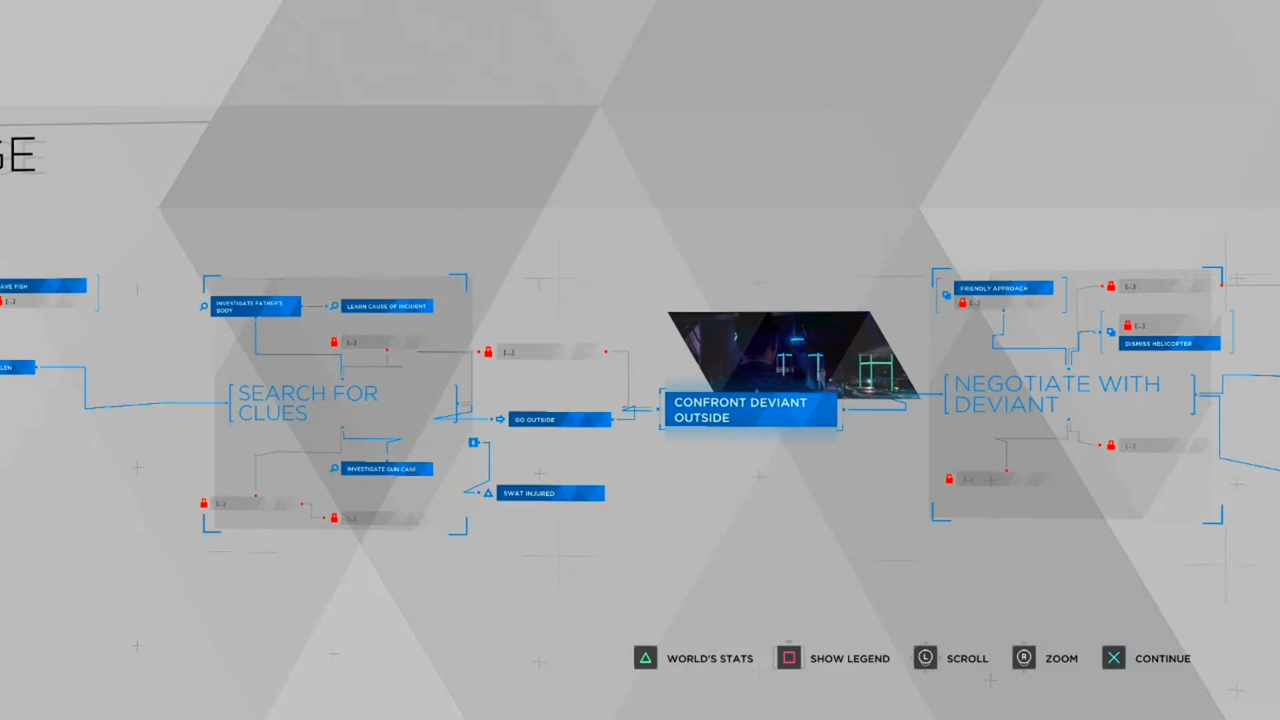 GE
AVE FISH
[...]
LEN
INVESTIGATE FATHER'S
BODY
LEARN CAUSE OF INCIDENT
[...]
SEARCH FOR
CLUES
INVESTIGATE GUN CASE
[...]
[...]
[...]
GO OUTSIDE
SWAT INJURED
CONFRONT DEVIANT
OUTSIDE
FRIENDLY APPROACH
[...]
[...]
[...]
DISMISS HELICOPTER
NEGOTIATE WITH
DEVIANT
[...]
[...]
WORLD'S STATS
SHOW LEGEND
L
SCROLL
R
ZOOM
CONTINUE